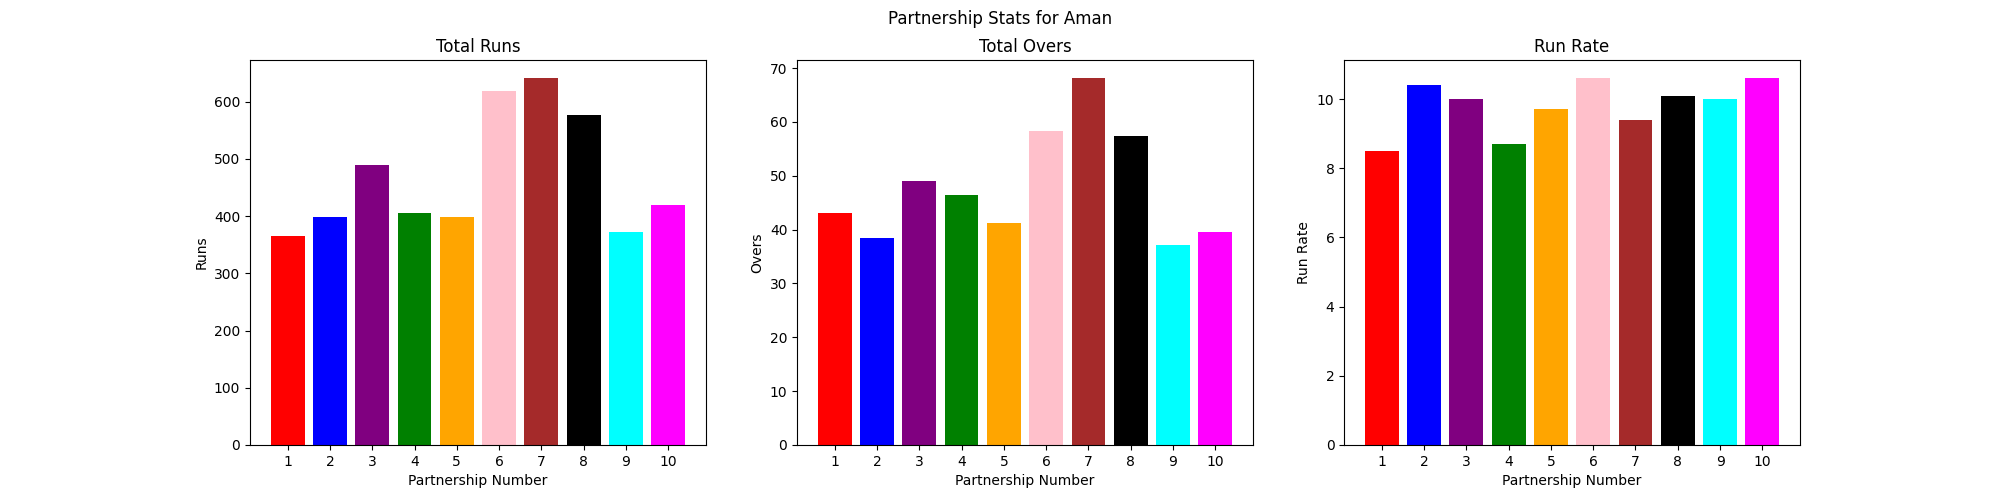 Partnership Stats for Aman
Total Runs
600
500
400
300
200
100
0
Runs
1 2 3 4 5 6 7 8 9 10
Partnership Number
Total Overs
70
60
50
40
30
20
10
0
Overs
1 2 3 4 5 6 7 8 9 10
Partnership Number
Run Rate
10
8
6
4
2
0
Run Rate
1 2 3 4 5 6 7 8 9 10
Partnership Number